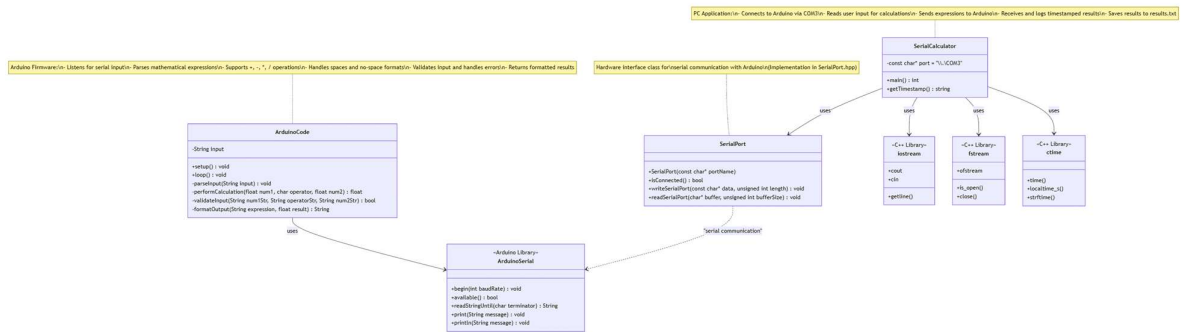 PC Application:\n- Connects to Arduino via COM3\n- Reads user input for calculations\n- Sends expressions to Arduino\n- Receives and logs timestamped results\n- Saves results to results.txt
SerialCalculator
-const char* port = "\\.\COM3"
+main() : int
+getTimestamp() : string
Arduino Firmware:\n- Listens for serial input\n- Parses mathematical expressions\n- Supports +, -, *, / operations\n- Handles spaces and no-space formats\n- Validates input and handles errors\n- Returns formatted results
Hardware interface class for\nserial communication with Arduino\n(Implementation in SerialPort.hpp)
uses
uses
uses
uses
ArduinoCode
-String input
+setup() : void
+loop() : void
-parseInput(String input) : void
-performCalculation(float num1, char operator, float num2) : float
-validateInput(String num1Str, String operatorStr, String num2Str) : bool
-formatOutput(String expression, float result) : String
SerialPort
+SerialPort(const char* portName)
+isConnected() : bool
+writeSerialPort(const char* data, unsigned int length) : void
+readSerialPort(char* buffer, unsigned int bufferSize) : void
«C++ Library»
iostream
+cout
+cin
+getline()
«C++ Library»
fstream
+ofstream
+is_open()
+close()
«C++ Library»
ctime
+time()
+localtime_s()
+strftime()
uses
"serial communication"
«Arduino Library»
ArduinoSerial
+begin(int baudRate) : void
+available() : bool
+readStringUntil(char terminator) : String
+print(String message) : void
+println(String message) : void